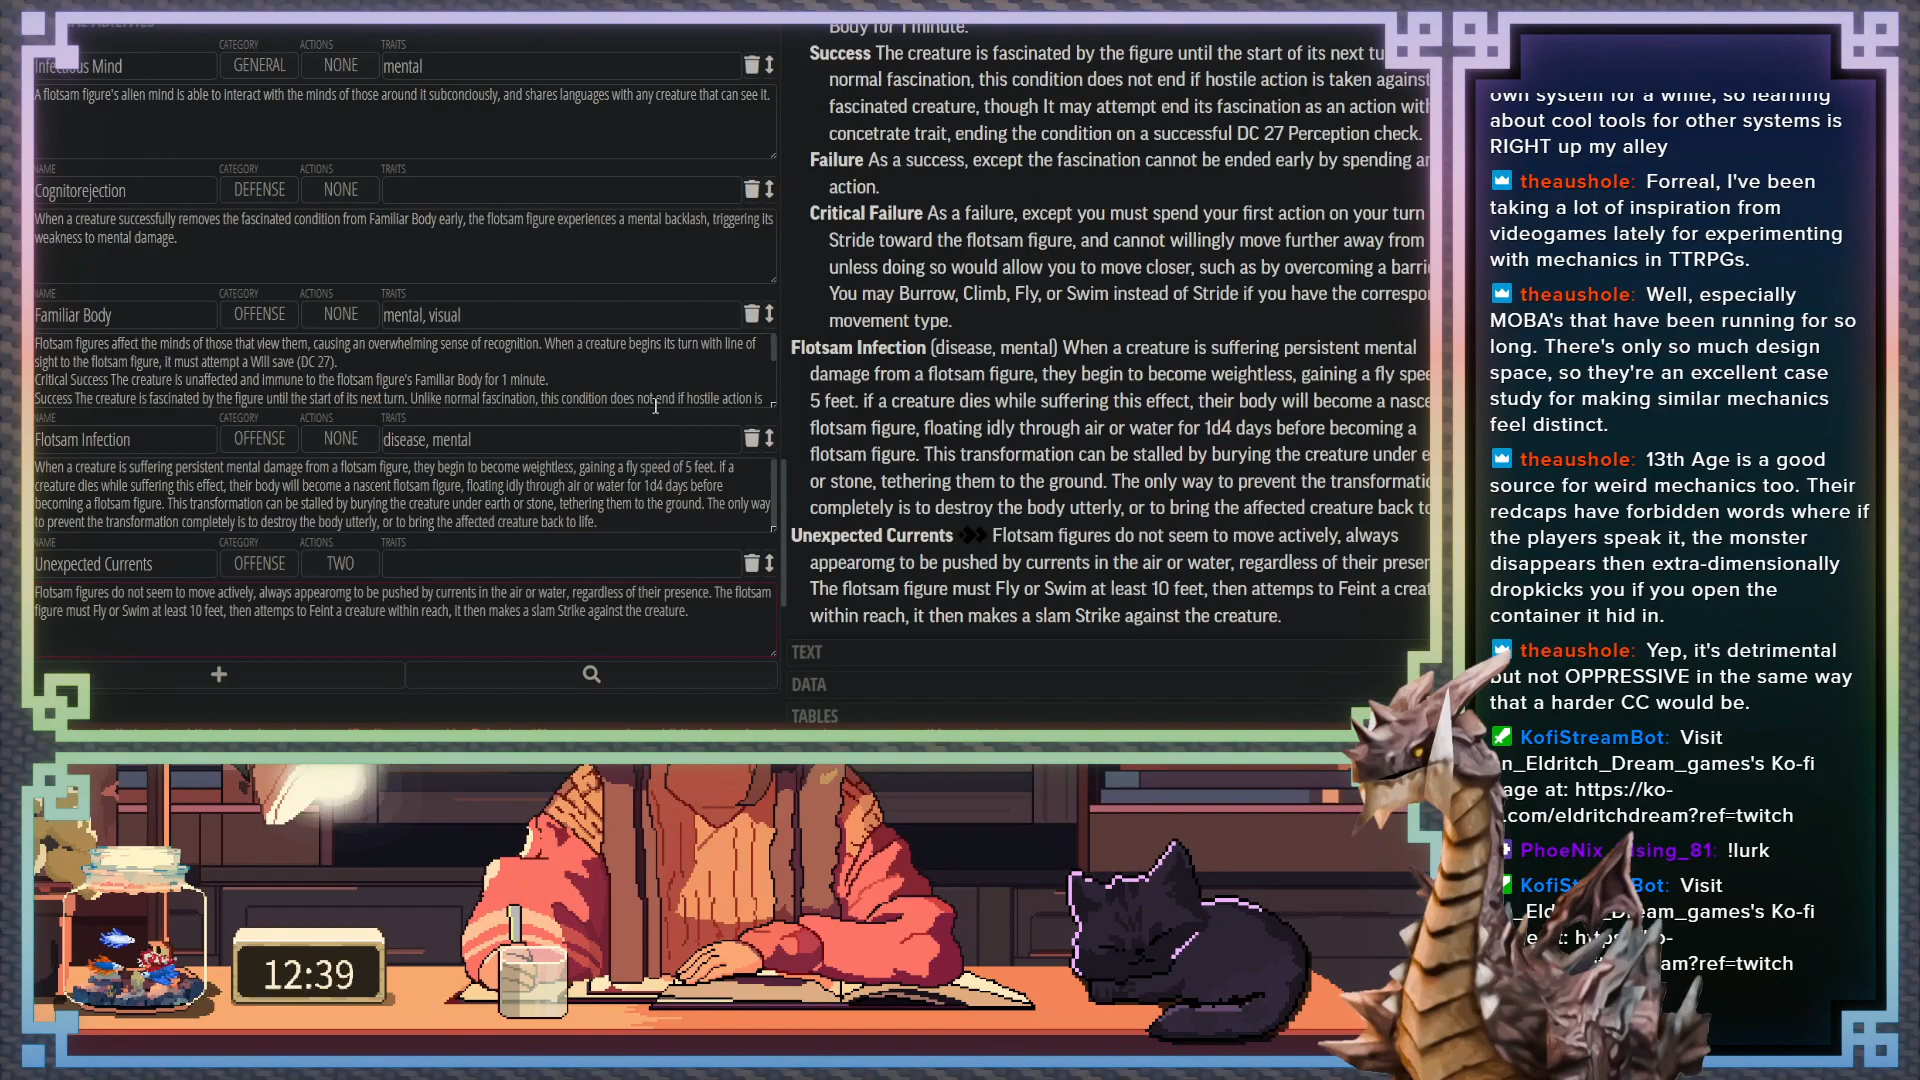 CATEGORY ACTIONS TRAITS
Infectious Mind GENERAL NONE mental
A flotsam figure's alien mind is able to interact with the minds of those around it subconciously, and shares languages with any creature that can see it.
NAME CATEGORY ACTIONS TRAITS
Cognitorejection DEFENSE NONE
When a creature successfully removes the fascinated condition from Familiar Body early, the flotsam figure experiences a mental backlash, triggering its
weakness to mental damage.
NAME CATEGORY ACTIONS TRAITS
Familiar Body OFFENSE NONE mental, visual
Flotsam figures affect the minds of those that view them, causing an overwhelming sense of recognition. When a creature begins its turn with line of
sight to the flotsam figure, it must attempt a Will save (DC 27).
Critical Success The creature is unaffected and immune to the flotsam figure's Familiar Body for 1 minute.
Success The creature is fascinated by the figure until the start of its next turn. Unlike normal fascination, this condition does not end if hostile action is
NAME CATEGORY ACTIONS TRAITS
Flotsam Infection OFFENSE NONE disease, mental
When a creature is suffering persistent mental damage from a flotsam figure, they begin to become weightless, gaining a fly speed of 5 feet. if a
creature dies while suffering this effect, their body will become a nascent flotsam figure, floating idly through air or water for 1d4 days before
becoming a flotsam figure. This transformation can be stalled by burying the creature under earth or stone, tethering them to the ground. The only way
to prevent the transformation completely is to destroy the body utterly, or to bring the affected creature back to life.
NAME CATEGORY ACTIONS TRAITS
Unexpected Currents OFFENSE TWO
Flotsam figures do not seem to move actively, always appearomg to be pushed by currents in the air or water, regardless of their presence. The flotsam
figure must Fly or Swim at least 10 feet, then attemps to Feint a creature within reach, it then makes a slam Strike against the creature.
Body for 1 minute.
Success The creature is fascinated by the figure until the start of its next tu
normal fascination, this condition does not end if hostile action is taken against
fascinated creature, though It may attempt end its fascination as an action with
concetrate trait, ending the condition on a successful DC 27 Perception check.
Failure As a success, except the fascination cannot be ended early by spending an
action.
Critical Failure As a failure, except you must spend your first action on your turn
Stride toward the flotsam figure, and cannot willingly move further away from
unless doing so would allow you to move closer, such as by overcoming a barri
You may Burrow, Climb, Fly, or Swim instead of Stride if you have the correspo
movement type.
Flotsam Infection (disease, mental) When a creature is suffering persistent mental
damage from a flotsam figure, they begin to become weightless, gaining a fly spee
5 feet. if a creature dies while suffering this effect, their body will become a nasce
flotsam figure, floating idly through air or water for 1d4 days before becoming a
flotsam figure. This transformation can be stalled by burying the creature under e
or stone, tethering them to the ground. The only way to prevent the transformatio
completely is to destroy the body utterly, or to bring the affected creature back to
Unexpected Currents Flotsam figures do not seem to move actively, always
appearomg to be pushed by currents in the air or water, regardless of their preser
The flotsam figure must Fly or Swim at least 10 feet, then attemps to Feint a creat
within reach, it then makes a slam Strike against the creature.
TEXT
DATA
TABLES
own system for a while, so learning
about cool tools for other systems is
RIGHT up my alley
theaushole: Forreal, I've been
taking a lot of inspiration from
videogames lately for experimenting
with mechanics in TTRPGs.
theaushole: Well, especially
MOBA's that have been running for so
long. There's only so much design
space, so they're an excellent case
study for making similar mechanics
feel distinct.
theaushole: 13th Age is a good
source for weird mechanics too. Their
redcaps have forbidden words where if
the players speak it, the monster
disappears then extra-dimensionally
dropkicks you if you open the
container it hid in.
theaushole: Yep, it's detrimental
but not OPPRESSIVE in the same way
that a harder CC would be.
KofiStreamBot: Visit
n_Eldritch_Dream_games's Ko-fi
age at: https://ko-
.com/eldritchdream?ref=twitch
PhoeNix_ ising_81: !lurk
KofiSt Bot: Visit
_Eld D eam_games's Ko-fi
am?ref=twitch
12:39